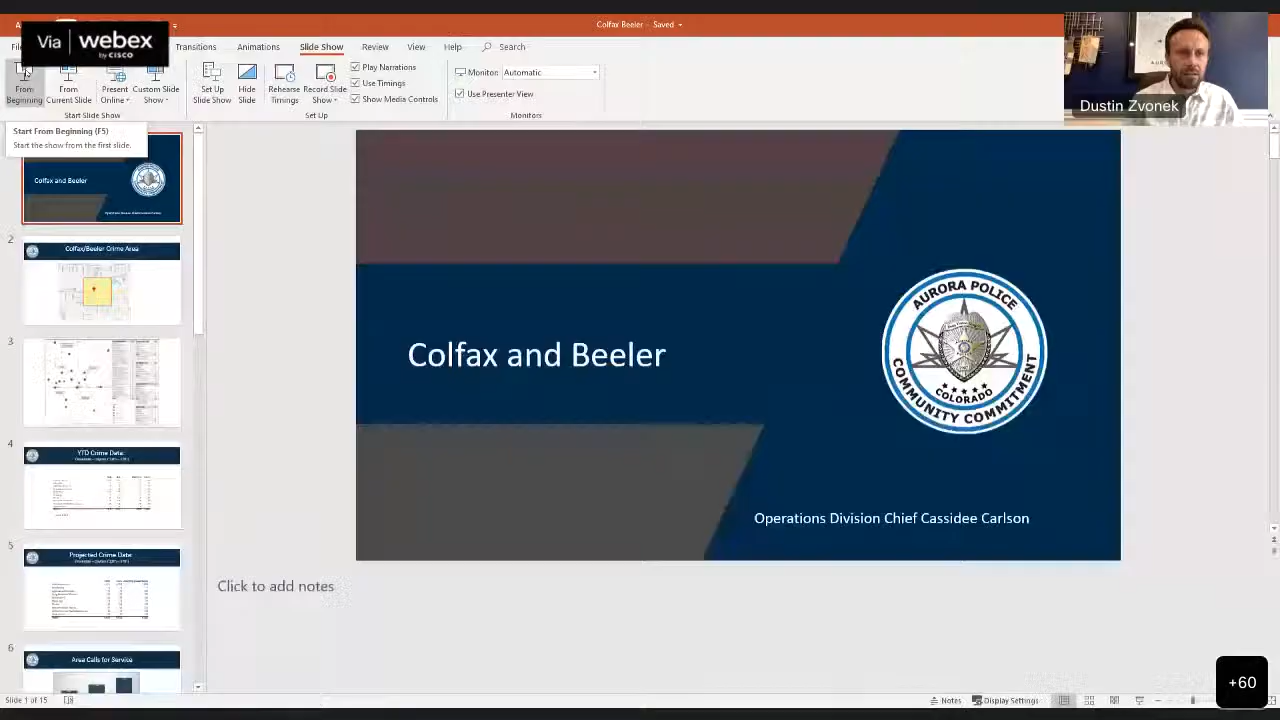 Via webex
by CISCO
Colfax Beeler - Saved
Transitions Animations Slide Show Review View Help Search
From Beginning
From Current Slide
Present Online
Custom Slide Show
Start Slide Show
Set Up Slide Show
Hide Slide
Rehearse Timings
Record Slide Show
Play Narrations
Use Timings
Show Media Controls
Set Up
Monitor: Automatic
Use Presenter View
Monitors
Dustin Zvonek
Start From Beginning (F5)
Start the show from the first slide.
Colfax and Beeler
2
Colfax/Beeler Crime Area
3
4
YTD Crime Data:
5
Projected Crime Data:
6
Area Calls for Service
Colfax and Beeler
AURORA POLICE
COLORADO
COMMUNITY COMMITMENT
Operations Division Chief Cassidee Carlson
Click to add notes
Slide 1 of 15
Notes Display Settings
+60